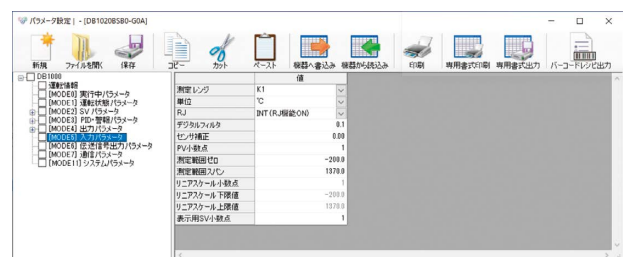 パラメータ設定 | - [DB1020BSB0-G0A]
新規 ファイルを開く 保存 コピー カット ペースト 機器へ書込み 機器から読込み 印刷 専用書式印刷 専用書式出力 バーコードレシピ出力
DB1000
運転情報
[MODE0] 実行中パラメータ
[MODE1] 運転状態パラメータ
[MODE2] SV パラメータ
[MODE3] PID・警報パラメータ
[MODE4] 出力パラメータ
[MODE5] 入力パラメータ
[MODE6] 伝送信号出力パラメータ
[MODE7] 通信パラメータ
[MODE11] システムパラメータ
値
測定レンジ K1
単位 ℃
RJ INT (RJ機能ON)
デジタルフィルタ 0.1
センサ補正 0.00
PV小数点 1
測定範囲ゼロ -200.0
測定範囲スパン 1370.0
リニアスケール小数点 1
リニアスケール下限値 -200.0
リニアスケール上限値 1370.0
表示用SV小数点 1